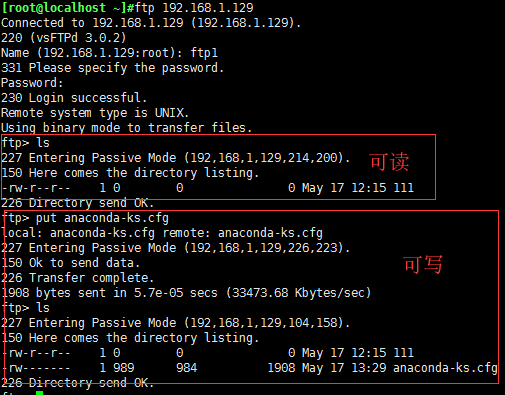 [root@localhost ~]#ftp 192.168.1.129
Connected to 192.168.1.129 (192.168.1.129).
220 (vsFTPd 3.0.2)
Name (192.168.1.129:root): ftp1
331 Please specify the password.
Password:
230 Login successful.
Remote system type is UNIX.
Using binary mode to transfer files.
ftp> ls
227 Entering Passive Mode (192,168,1,129,214,200).
可读
150 Here comes the directory listing.
-rw-r--r--    1 0        0               0 May 17 12:15 111
226 Directory send OK.
ftp> put anaconda-ks.cfg
local: anaconda-ks.cfg remote: anaconda-ks.cfg
227 Entering Passive Mode (192,168,1,129,226,223).
可写
150 Ok to send data.
226 Transfer complete.
1908 bytes sent in 5.7e-05 secs (33473.68 Kbytes/sec)
ftp> ls
227 Entering Passive Mode (192,168,1,129,104,158).
150 Here comes the directory listing.
-rw-r--r--    1 0        0               0 May 17 12:15 111
-rw-------    1 989      984          1908 May 17 13:29 anaconda-ks.cfg
226 Directory send OK.
ftp>